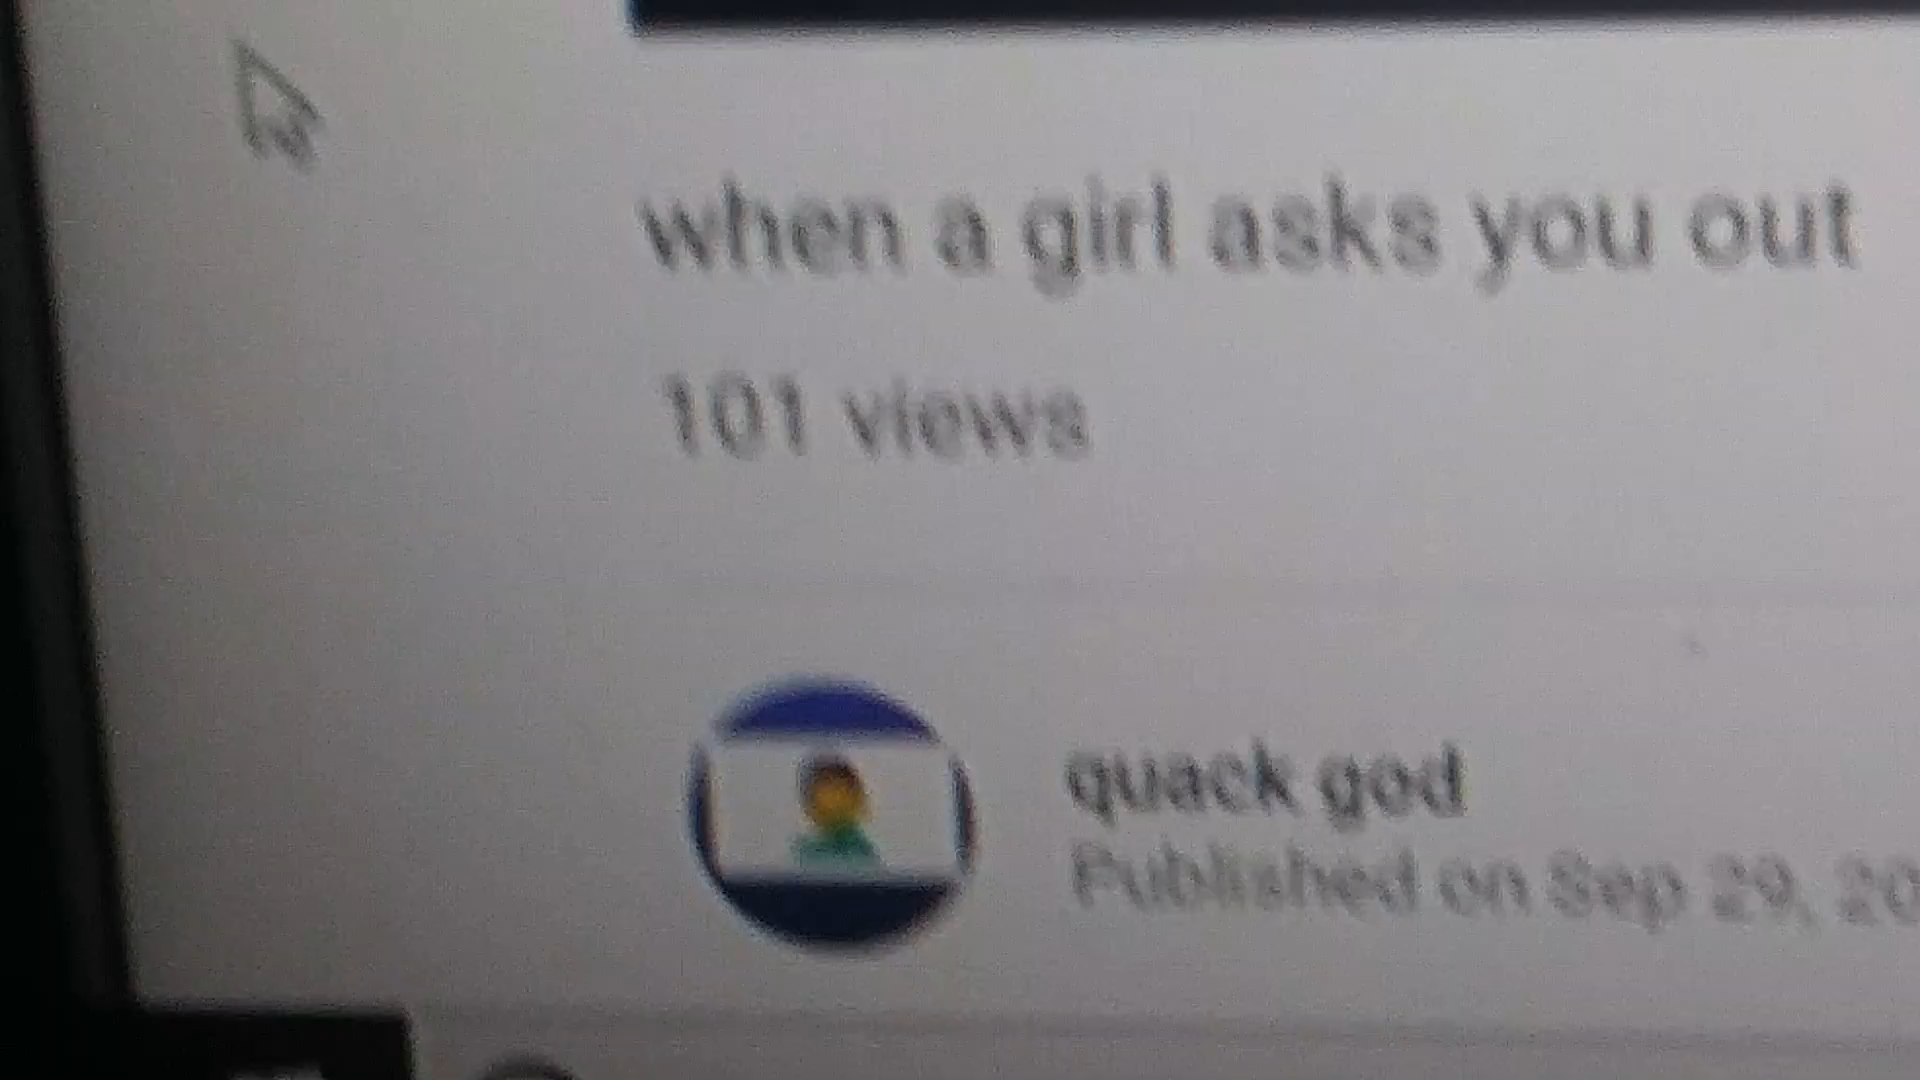 when a girl asks you out
101 views
quack god
Published on Sep 29, 20